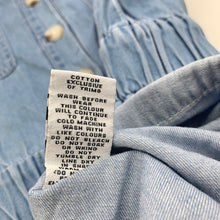 COTTON
EXCLUSIVE
OF TRIMS
WASH BEFORE
WEAR
THIS COLOUR
WILL CONTINUE
TO FADE
COLD MACHINE
WASH WITH
LIKE COLOURS
DO NOT BLEACH
DO NOT SOAK
OR WRING
DO NOT
TUMBLE DRY
LINE DRY
IN SHADE